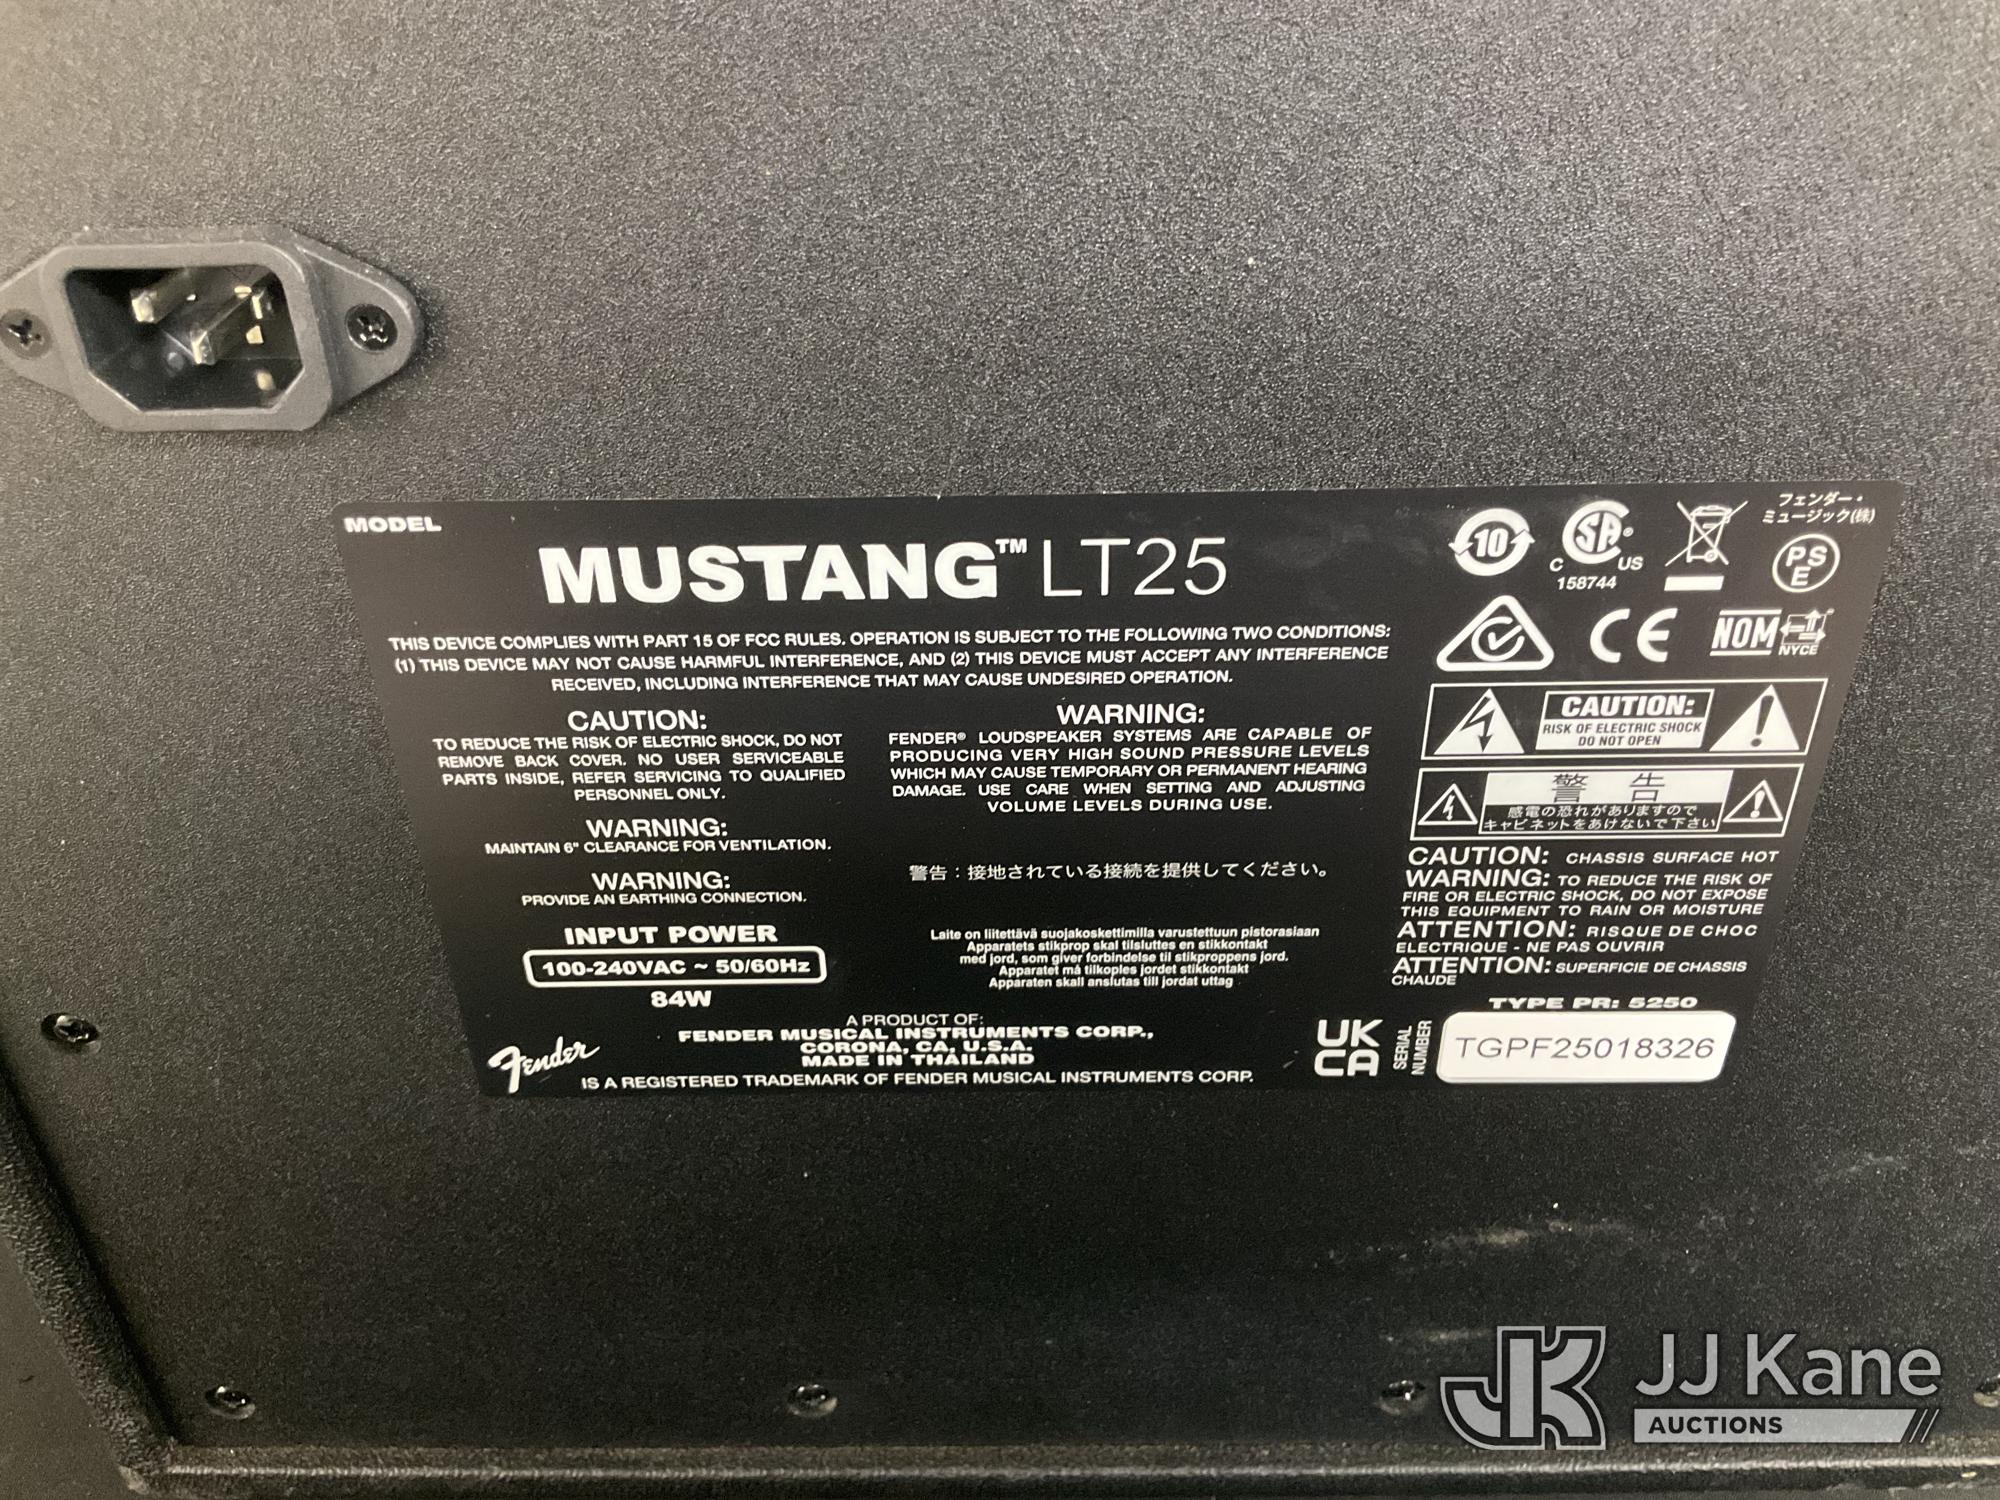 MODEL
MUSTANG™ LT25
THIS DEVICE COMPLIES WITH PART 15 OF FCC RULES. OPERATION IS SUBJECT TO THE FOLLOWING TWO CONDITIONS:
(1) THIS DEVICE MAY NOT CAUSE HARMFUL INTERFERENCE, AND (2) THIS DEVICE MUST ACCEPT ANY INTERFERENCE
RECEIVED, INCLUDING INTERFERENCE THAT MAY CAUSE UNDESIRED OPERATION.
CAUTION:
TO REDUCE THE RISK OF ELECTRIC SHOCK, DO NOT
REMOVE BACK COVER. NO USER SERVICEABLE
PARTS INSIDE, REFER SERVICING TO QUALIFIED
PERSONNEL ONLY.
WARNING:
MAINTAIN 6" CLEARANCE FOR VENTILATION.
WARNING:
PROVIDE AN EARTHING CONNECTION.
INPUT POWER
100-240VAC ~ 50/60Hz
84W
WARNING:
FENDER® LOUDSPEAKER SYSTEMS ARE CAPABLE OF
PRODUCING VERY HIGH SOUND PRESSURE LEVELS
WHICH MAY CAUSE TEMPORARY OR PERMANENT HEARING
DAMAGE. USE CARE WHEN SETTING AND ADJUSTING
VOLUME LEVELS DURING USE.
警告：接地されている接続を提供してください。
Laite on liitettävä suojakoskettimilla varustettuun pistorasiaan
Apparatets stikprop skal tilsluttes en stikkontakt
med jord, som giver forbindelse til stikproppens jord.
Apparatet må tilkoples jordet stikkontakt
Apparaten skall anslutas till jordat uttag
A PRODUCT OF:
FENDER MUSICAL INSTRUMENTS CORP.,
CORONA, CA, U.S.A.
MADE IN THAILAND
Fender
IS A REGISTERED TRADEMARK OF FENDER MUSICAL INSTRUMENTS CORP.
10
SA®
C US
158744
フェンダー・
ミュージック(株)
PS
E
CE
NOM
NYCE
CAUTION:
RISK OF ELECTRIC SHOCK
DO NOT OPEN
警 告
感電の恐れがありますので
キャビネットをあけないで下さい
CAUTION: CHASSIS SURFACE HOT
WARNING: TO REDUCE THE RISK OF
FIRE OR ELECTRIC SHOCK, DO NOT EXPOSE
THIS EQUIPMENT TO RAIN OR MOISTURE
ATTENTION: RISQUE DE CHOC
ELECTRIQUE - NE PAS OUVRIR
ATTENTION: SUPERFICIE DE CHASSIS
CHAUDE
TYPE PR: 5250
UK
CA
SERIAL
NUMBER
TGPF25018326
JK
JJ Kane
AUCTIONS